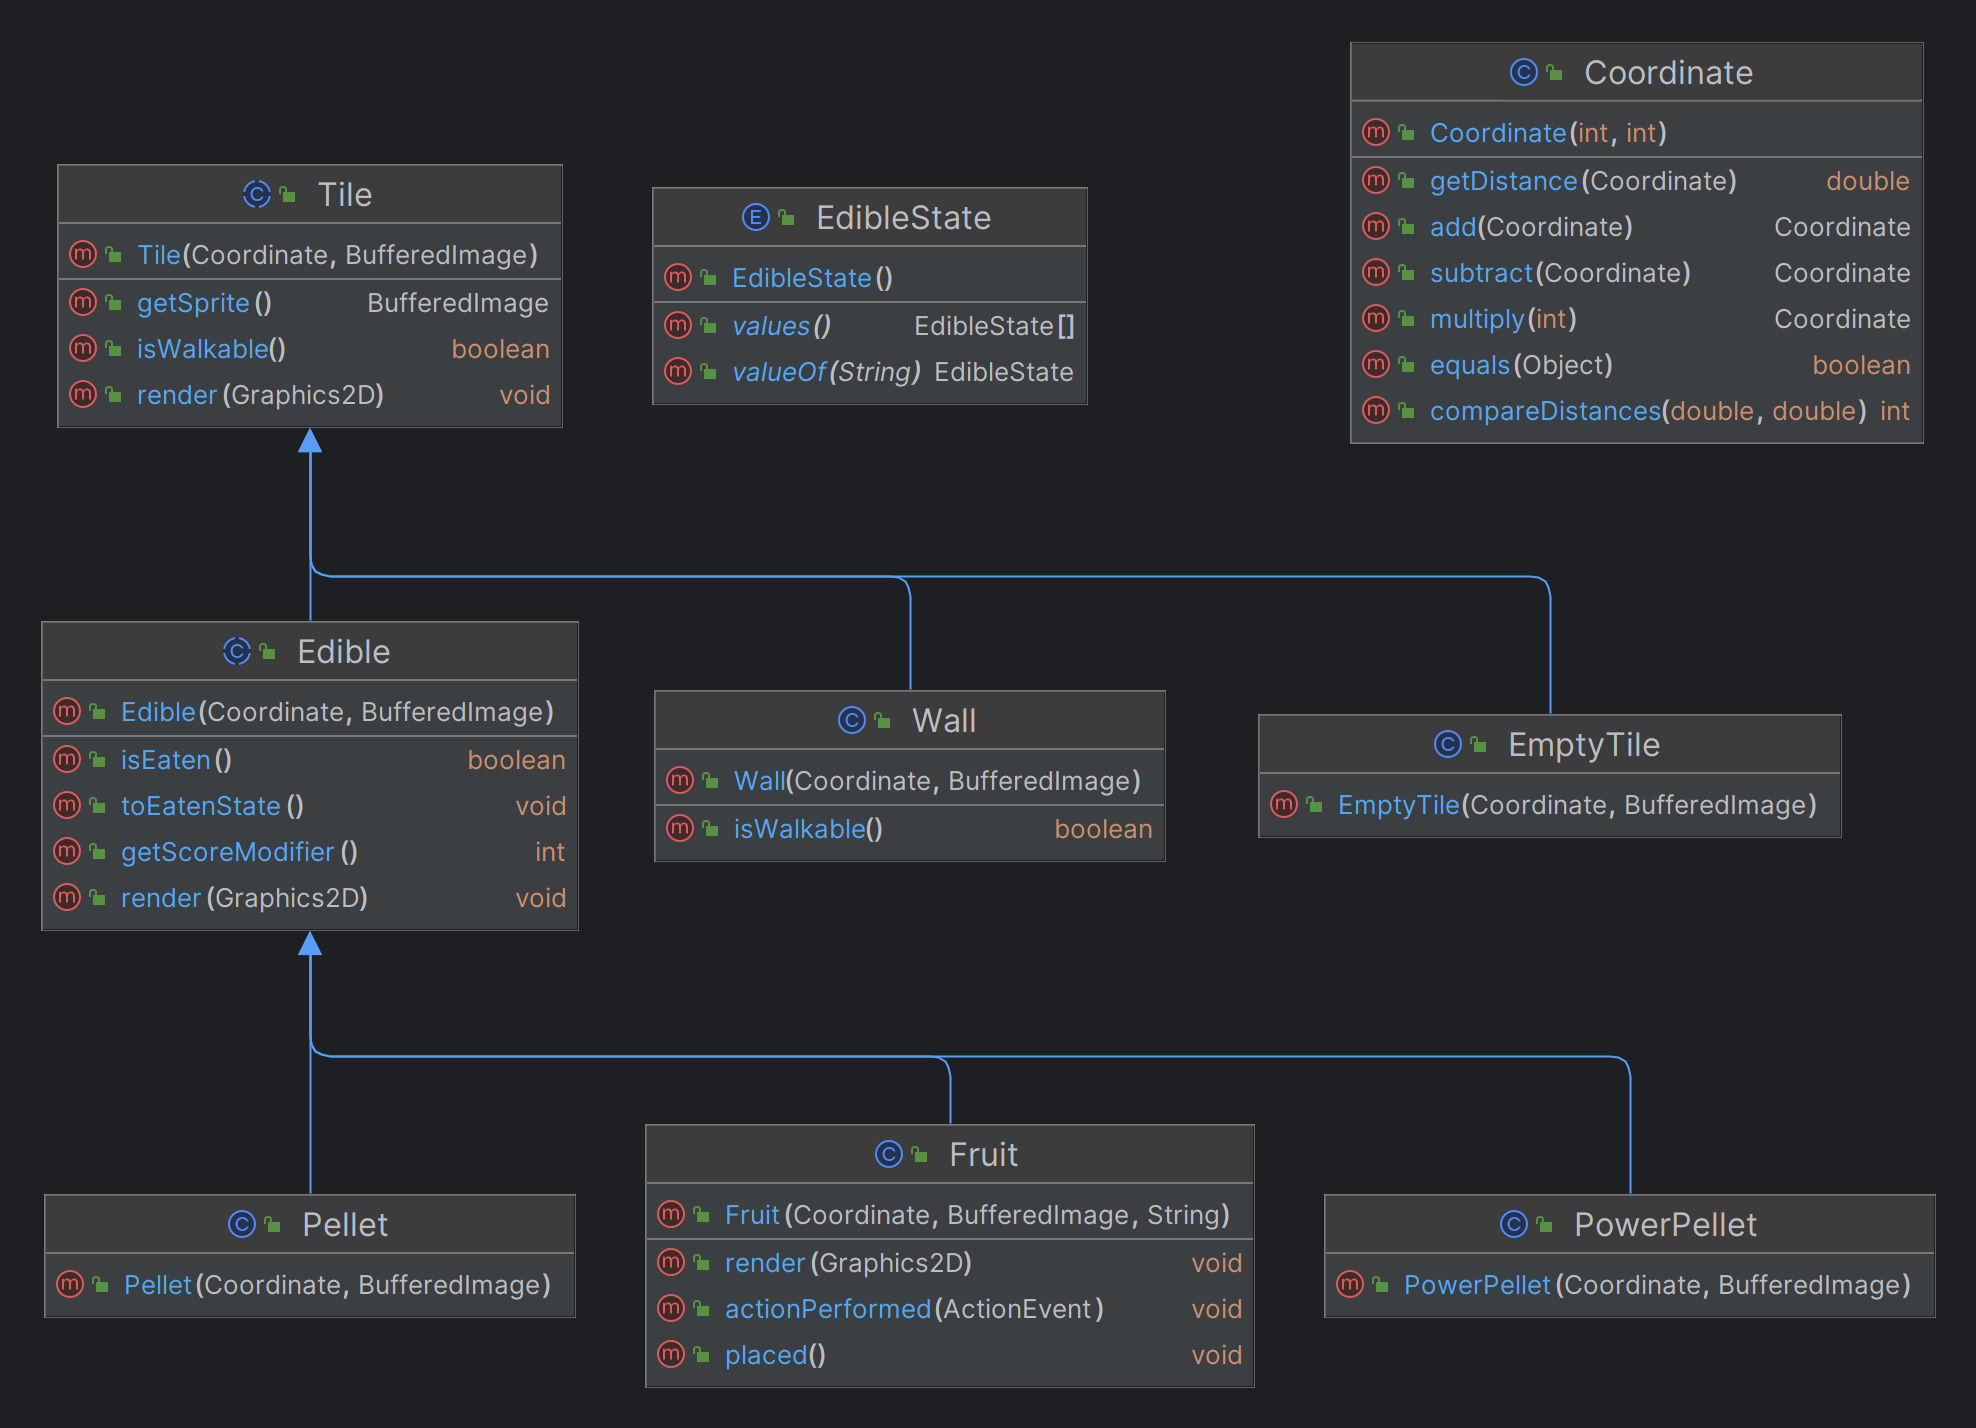 Tile
Tile(Coordinate, BufferedImage)
getSprite() BufferedImage
isWalkable() boolean
render(Graphics2D) void
EdibleState
EdibleState()
values() EdibleState[]
valueOf(String) EdibleState
Coordinate
Coordinate(int, int)
getDistance(Coordinate) double
add(Coordinate) Coordinate
subtract(Coordinate) Coordinate
multiply(int) Coordinate
equals(Object) boolean
compareDistances(double, double) int
Edible
Edible(Coordinate, BufferedImage)
isEaten() boolean
toEatenState() void
getScoreModifier() int
render(Graphics2D) void
Wall
Wall(Coordinate, BufferedImage)
isWalkable() boolean
EmptyTile
EmptyTile(Coordinate, BufferedImage)
Pellet
Pellet(Coordinate, BufferedImage)
Fruit
Fruit(Coordinate, BufferedImage, String)
render(Graphics2D) void
actionPerformed(ActionEvent) void
placed() void
PowerPellet
PowerPellet(Coordinate, BufferedImage)